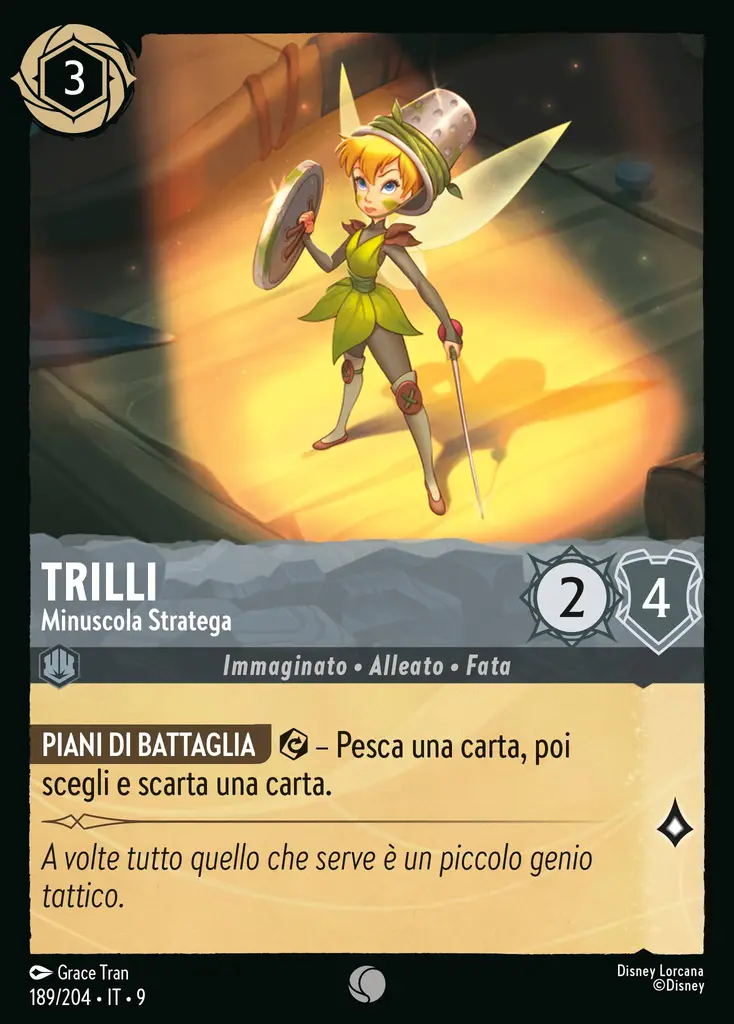 3
TRILLI
Minuscola Stratega
2
4
Immaginato • Alleato • Fata
PIANI DI BATTAGLIA – Pesca una carta, poi
scegli e scarta una carta.
A volte tutto quello che serve è un piccolo genio
tattico.
Grace Tran
189/204 • IT • 9
Disney Lorcana
©Disney